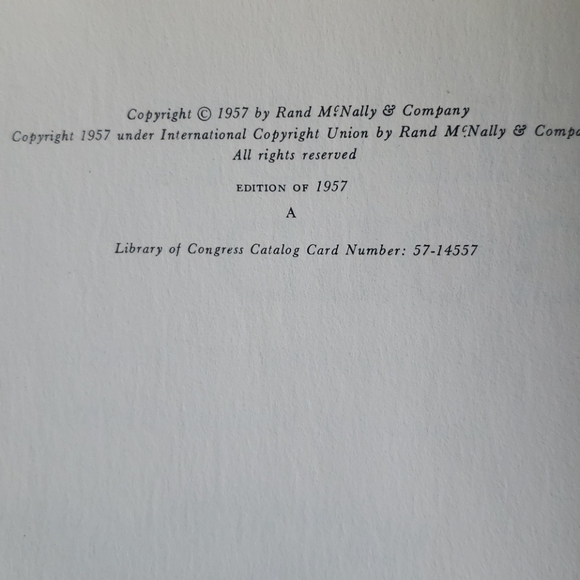 Copyright © 1957 by Rand McNally & Company
Copyright 1957 under International Copyright Union by Rand McNally &
All rights reserved
EDITION OF 1957
A
Library of Congress Catalog Card Number: 57-14557